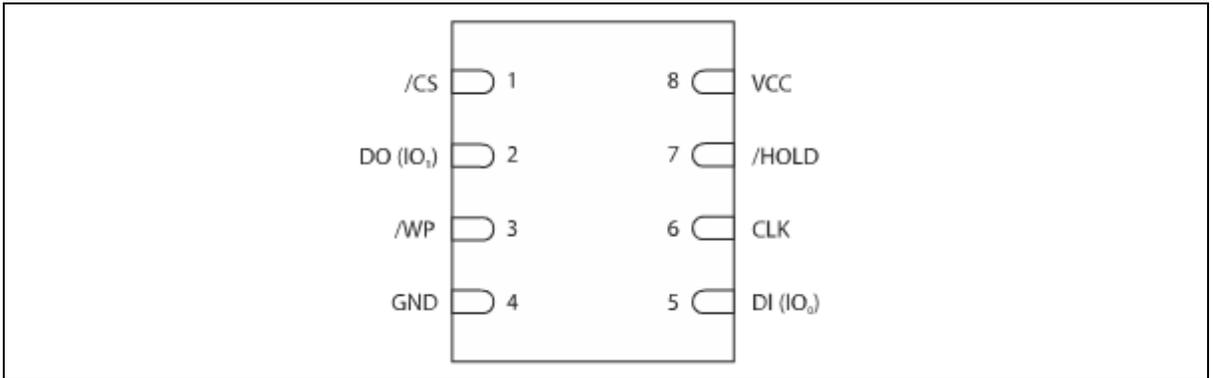 /CS 1 8 VCC
DO (IO₁) 2 7 /HOLD
/WP 3 6 CLK
GND 4 5 DI (IO₀)